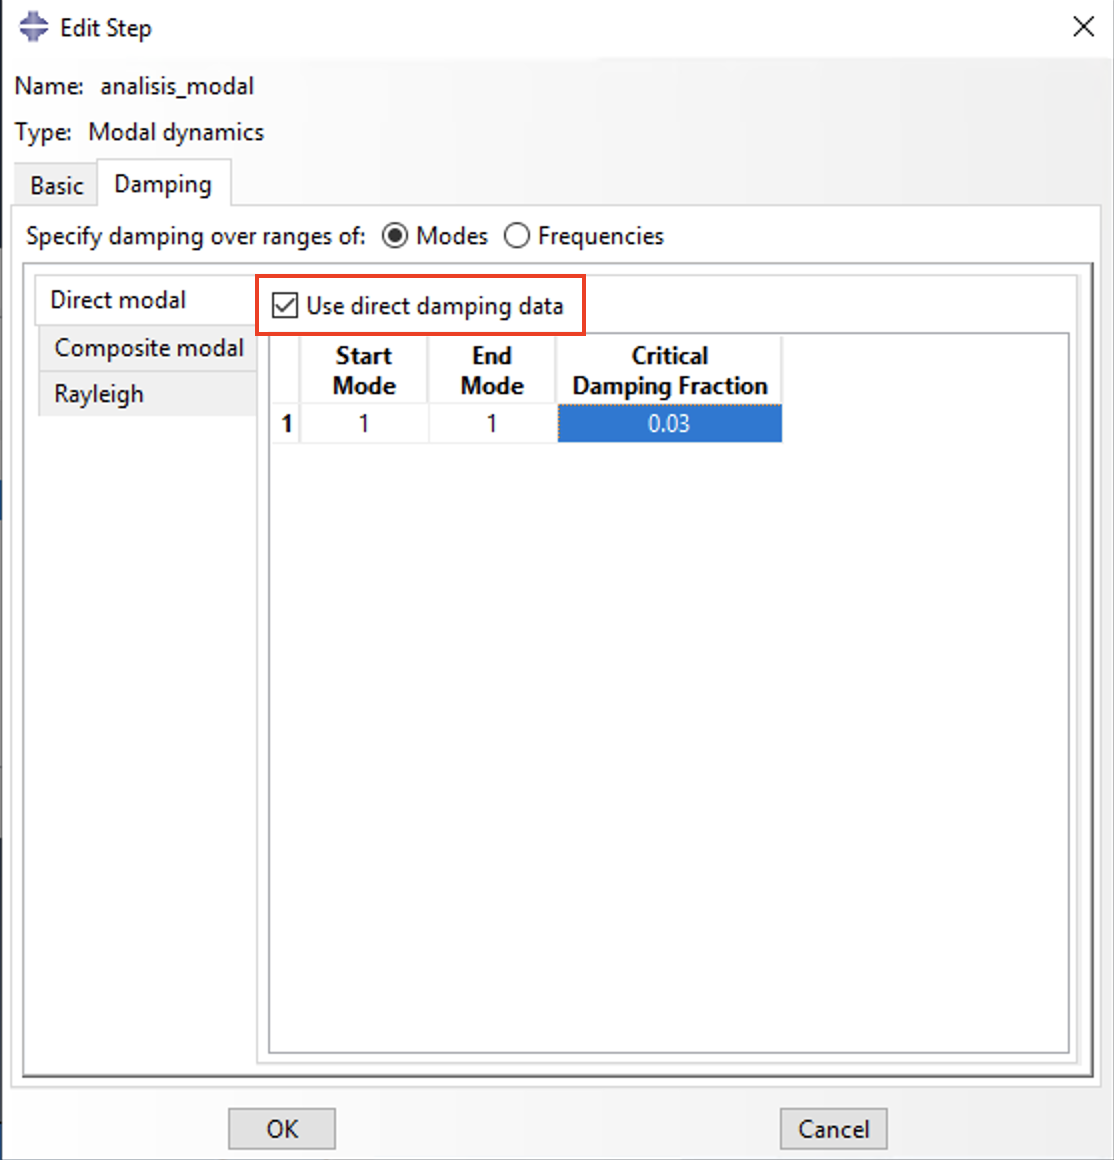 Edit Step
Name: analisis_modal
Type: Modal dynamics
Basic Damping
Specify damping over ranges of: Modes Frequencies
Direct modal
Composite modal
Rayleigh
Use direct damping data
Start Mode End Mode Critical Damping Fraction
1 1 1 0.03
OK Cancel